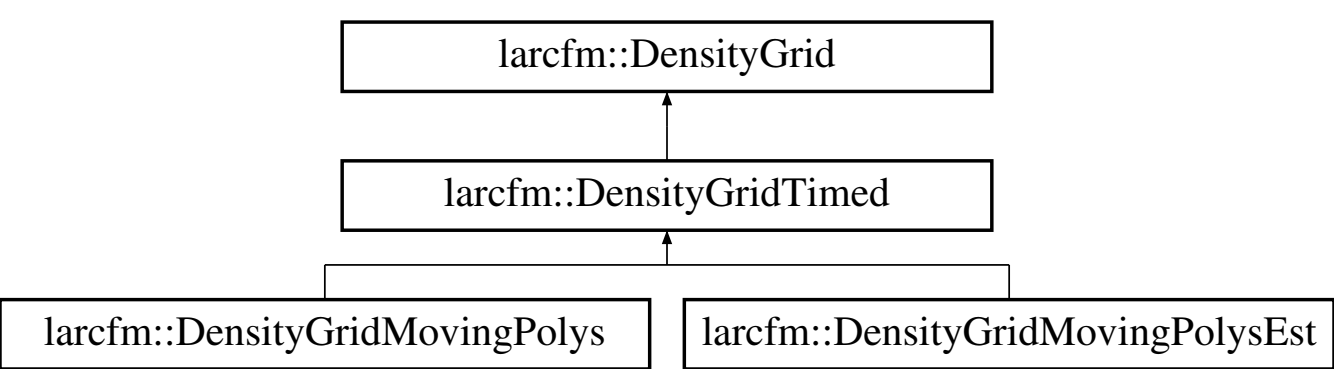 larcfm::DensityGrid
larcfm::DensityGridTimed
larcfm::DensityGridMovingPolys
larcfm::DensityGridMovingPolysEst